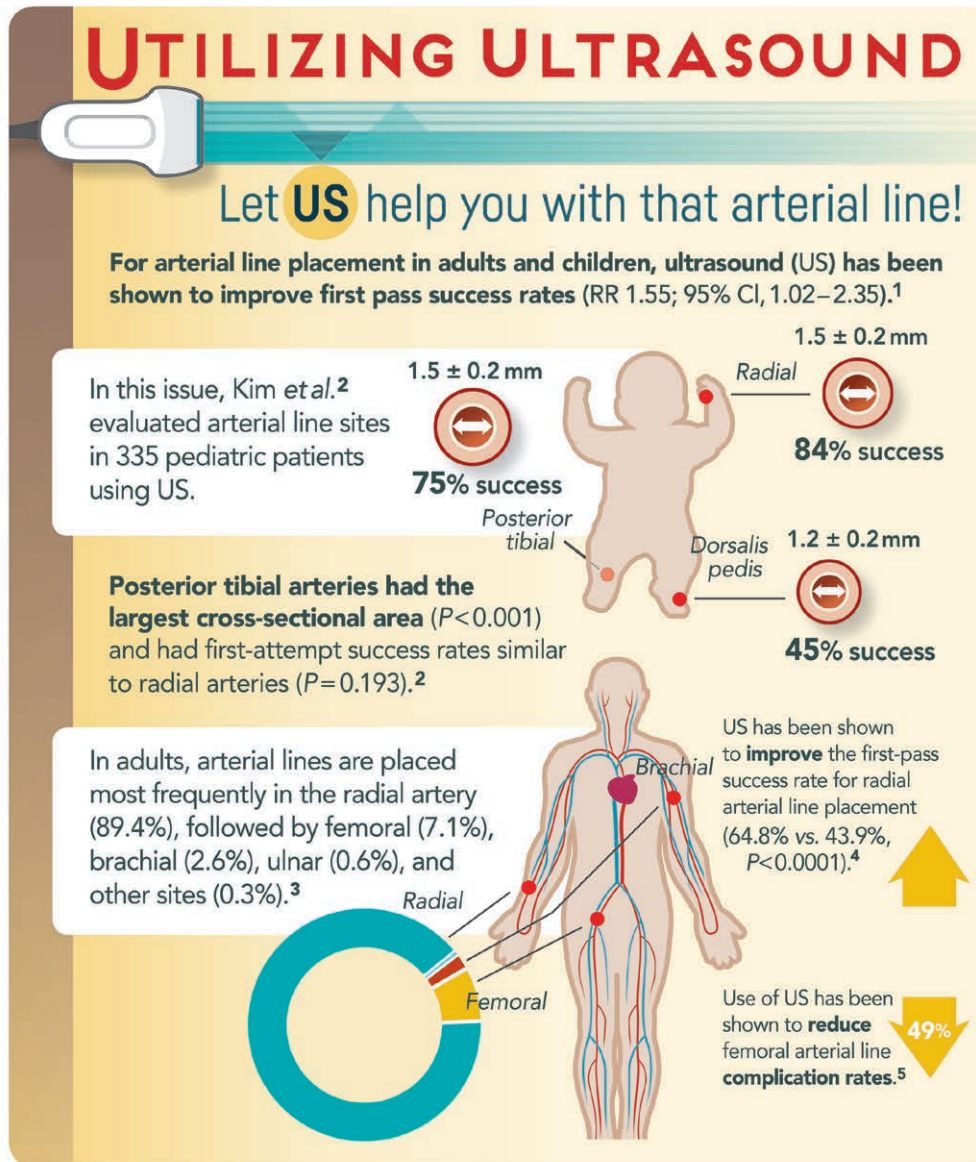 UTILIZING ULTRASOUND
Let US help you with that arterial line!
For arterial line placement in adults and children, ultrasound (US) has been
shown to improve first pass success rates (RR 1.55; 95% CI, 1.02–2.35).1
In this issue, Kim et al.2
evaluated arterial line sites
in 335 pediatric patients
using US.
1.5 ± 0.2 mm
75% success
Posterior
tibial
Radial
1.5 ± 0.2 mm
84% success
Dorsalis
pedis
1.2 ± 0.2 mm
45% success
Posterior tibial arteries had the
largest cross-sectional area (P<0.001)
and had first-attempt success rates similar
to radial arteries (P=0.193).2
In adults, arterial lines are placed
most frequently in the radial artery
(89.4%), followed by femoral (7.1%),
brachial (2.6%), ulnar (0.6%), and
other sites (0.3%).3
Radial
Brachial
Femoral
US has been shown
to improve the first-pass
success rate for radial
arterial line placement
(64.8% vs. 43.9%,
P<0.0001).4
Use of US has been
shown to reduce
femoral arterial line
complication rates.5
49%